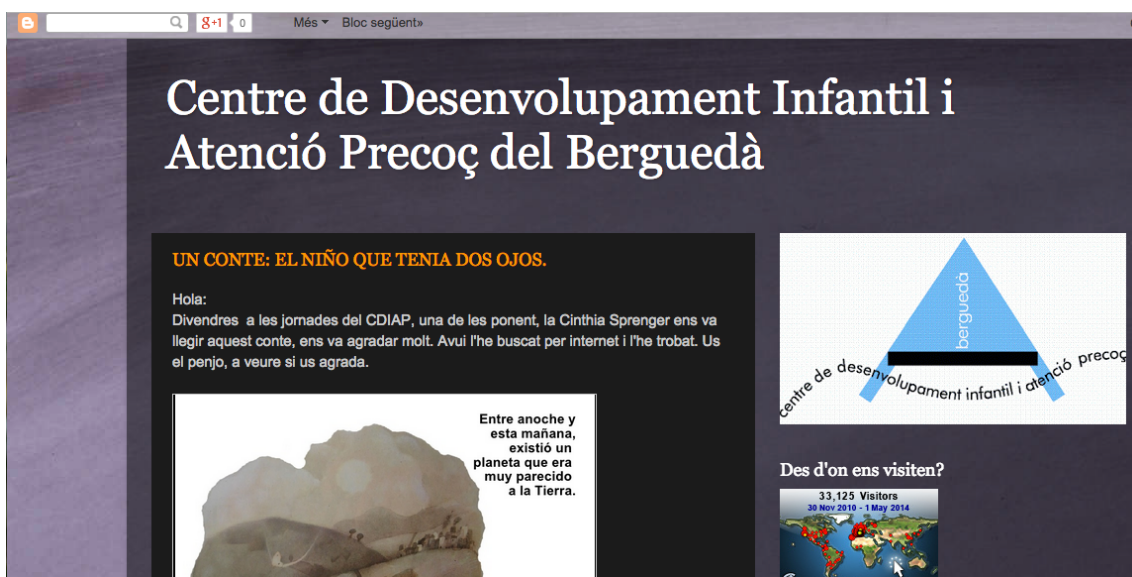 g+1 0 Més Bloc següent»
Centre de Desenvolupament Infantil i
Atenció Precoç del Berguedà
UN CONTE: EL NIÑO QUE TENIA DOS OJOS.
Hola:
Divendres a les jornades del CDIAP, una de les ponent, la Cinthia Sprenger ens va
llegir aquest conte, ens va agradar molt. Avui l'he buscat per internet i l'he trobat. Us
el penjo, a veure si us agrada.
Entre anoche y
esta mañana,
existió un
planeta que era
muy parecido
a la Tierra.
berguedà
centre de desenvolupament infantil i atenció precoç
Des d'on ens visiten?
33,125 Visitors
30 Nov 2010 - 1 May 2014